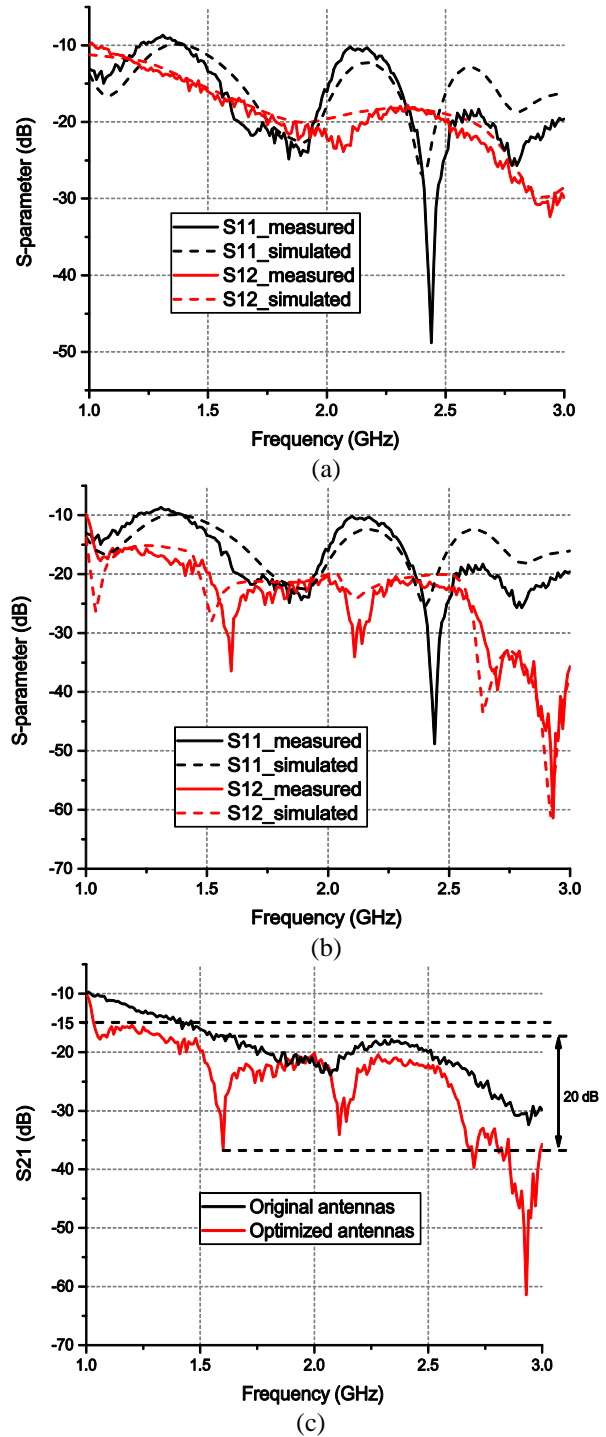 -10
-20
-30
-40
-50
S-parameter (dB)
S11_measured
S11_simulated
S12_measured
S12_simulated
1.0 1.5 2.0 2.5 3.0
Frequency (GHz)
(a)
-10
-20
-30
-40
-50
-60
-70
S-parameter (dB)
S11_measured
S11_simulated
S12_measured
S12_simulated
1.0 1.5 2.0 2.5 3.0
Frequency (GHz)
(b)
-10
-15
-20
-30
-40
-50
-60
-70
S21 (dB)
20 dB
Original antennas
Optimized antennas
1.0 1.5 2.0 2.5 3.0
Frequency (GHz)
(c)